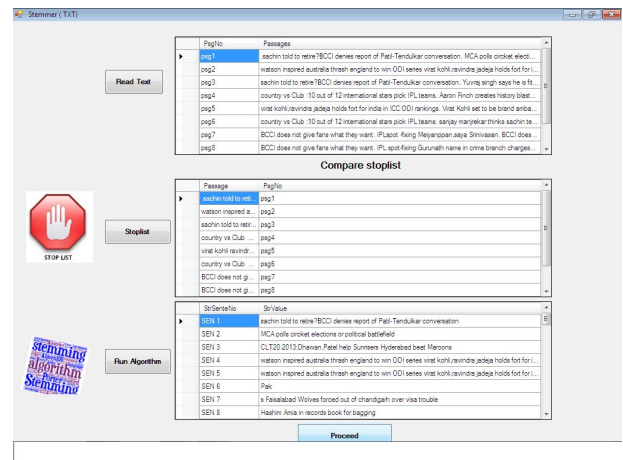 Stemmer ( TXT)
PsgNo Passages
psg1 sachin told to retire?BCCI denies report of Patil-Tendulkar conversation. MCA polls circket electi...
psg2 watson inspired australia thrash england to win ODI series virat kohli,ravindra jadeja holds fort for i...
Read Text
psg3 sachin told to retire?BCCI denies report of Patil-Tendulkar conversation. Yuvraj singh says he is fit...
psg4 country vs Club :10 out of 12 international stars pick IPL teams. Aaron Finch creates history blast...
psg5 virat kohli,ravindra jadeja holds fort for india in ICC ODI rankings. Virat Kohli set to be brand amba...
psg6 country vs Club :10 out of 12 international stars pick IPL teams. sanjay manjrekar thinks sachin te...
psg7 BCCI does not give fans what they want. IPLspot -fixing Meiyanppan,saya Srinivasan. BCCI does...
psg8 BCCI does not give fans what they want. IPL spot-fixing Gurunath name in crime branch charges...
Compare stoplist
Passage PsgNo
sachin told to reti... psg1
watson inspired a... psg2
sachin told to retir... psg3
Stoplist
country vs Club ... psg4
virat kohli ravindr... psg5
country vs Club ... psg6
STOP LIST
BCCI does not gi... psg7
BCCI does not gi... psg8
StrSenteNo StrValue
SEN 1 sachin told to retire?BCCI denies report of Patil-Tendulkar conversation
SEN 2 MCA polls circket elections or political battlefield
SEN 3 CLT20 2013:Dhawan,Patel help Sunrisers Hyderabad beat Maroons
stemming
algorithm
Porter
Stemming
Run Algorithm
SEN 4 watson inspired australia thrash england to win ODI series virat kohli,ravindra jadeja holds fort for i...
SEN 5 watson inspired australia thrash england to win ODI series virat kohli,ravindra jadeja holds fort for i...
SEN 6 Pak
SEN 7 s Faisalabad Wolves forced out of chandigarh over visa trouble
SEN 8 Hashim Amla in records book for bagging
Proceed